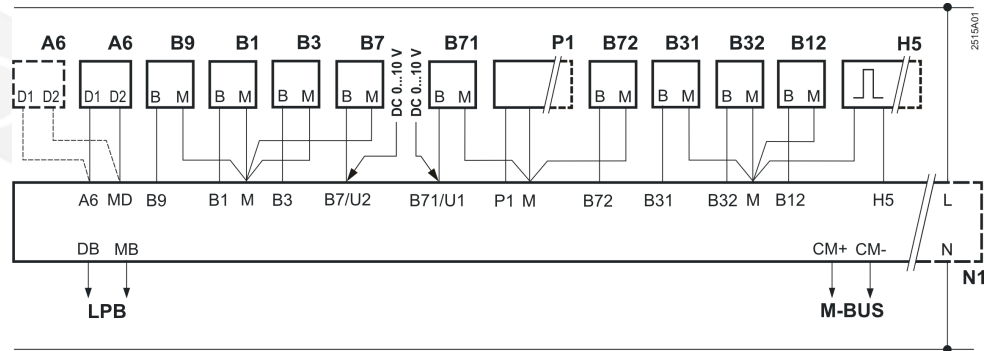 2515A01
A6 A6 B9 B1 B3 B7 B71 P1 B72 B31 B32 B12 H5
DC 0...10 V
DC 0...10 V
D1 D2 D1 D2 B M B M B M B M B M B M B M B M B M
A6 MD B9 B1 M B3 B7/U2 B71/U1 P1 M B72 B31 B32 M B12 H5 L
DB MB CM+ CM- N
N1
LPB M-BUS